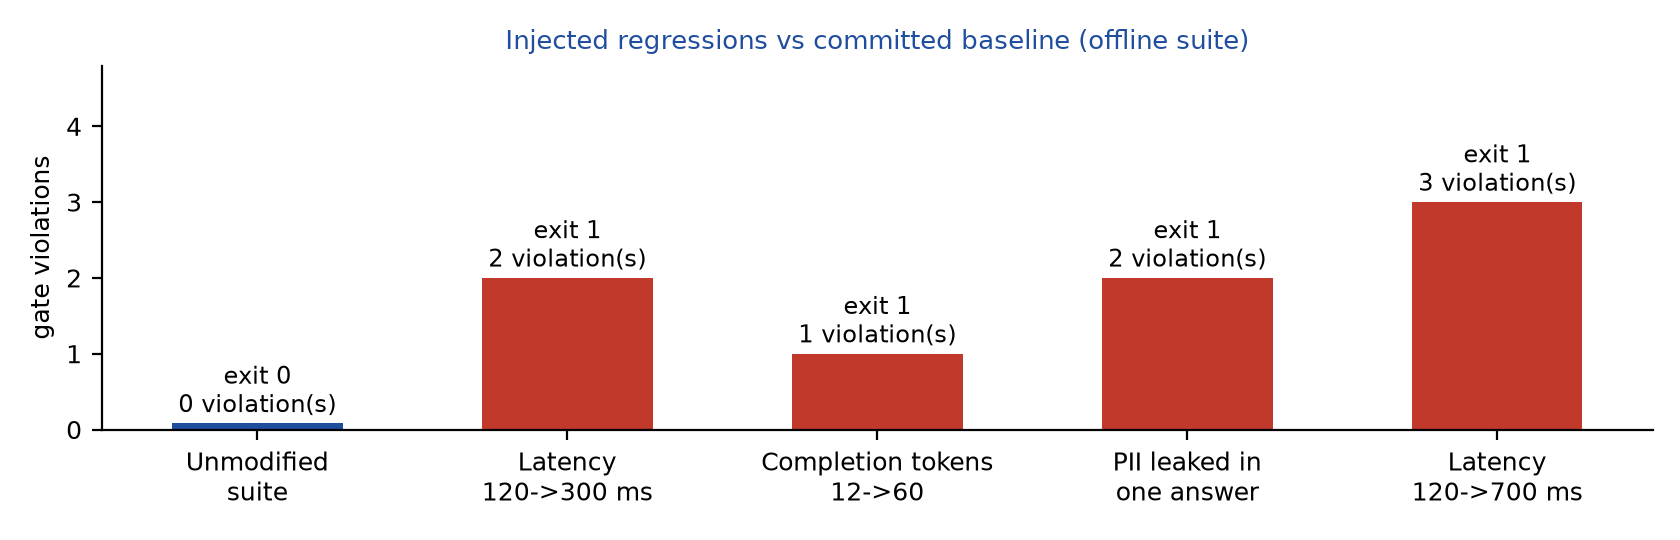 Injected regressions vs committed baseline (offline suite)
gate violations
4
3
2
1
0
exit 0
0 violation(s)
exit 1
2 violation(s)
exit 1
1 violation(s)
exit 1
2 violation(s)
exit 1
3 violation(s)
Unmodified
suite
Latency
120->300 ms
Completion tokens
12->60
PII leaked in
one answer
Latency
120->700 ms